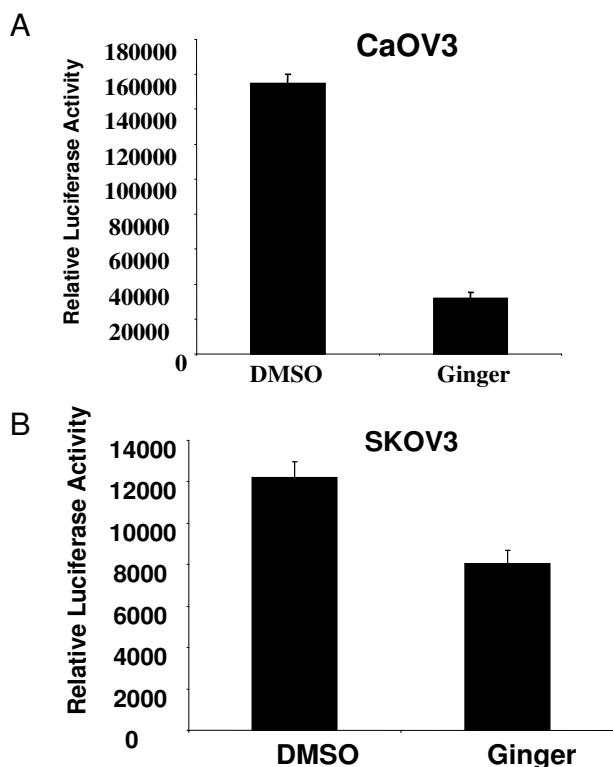 A
CaOV3
Relative Luciferase Activity
180000
160000
140000
120000
100000
80000
60000
40000
20000
0
DMSO Ginger
B
SKOV3
Relative Luciferase Activity
14000
12000
10000
8000
6000
4000
2000
0
DMSO Ginger